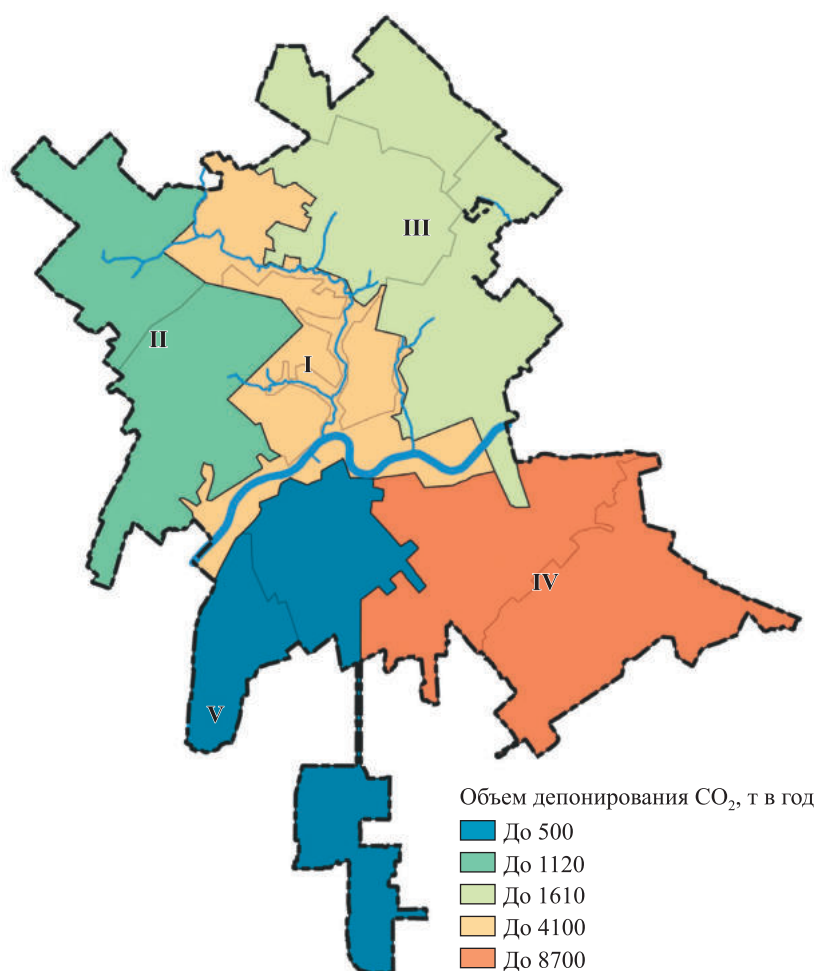 III
II
I
IV
V
Объем депонирования CO₂, т в год
До 500
До 1120
До 1610
До 4100
До 8700